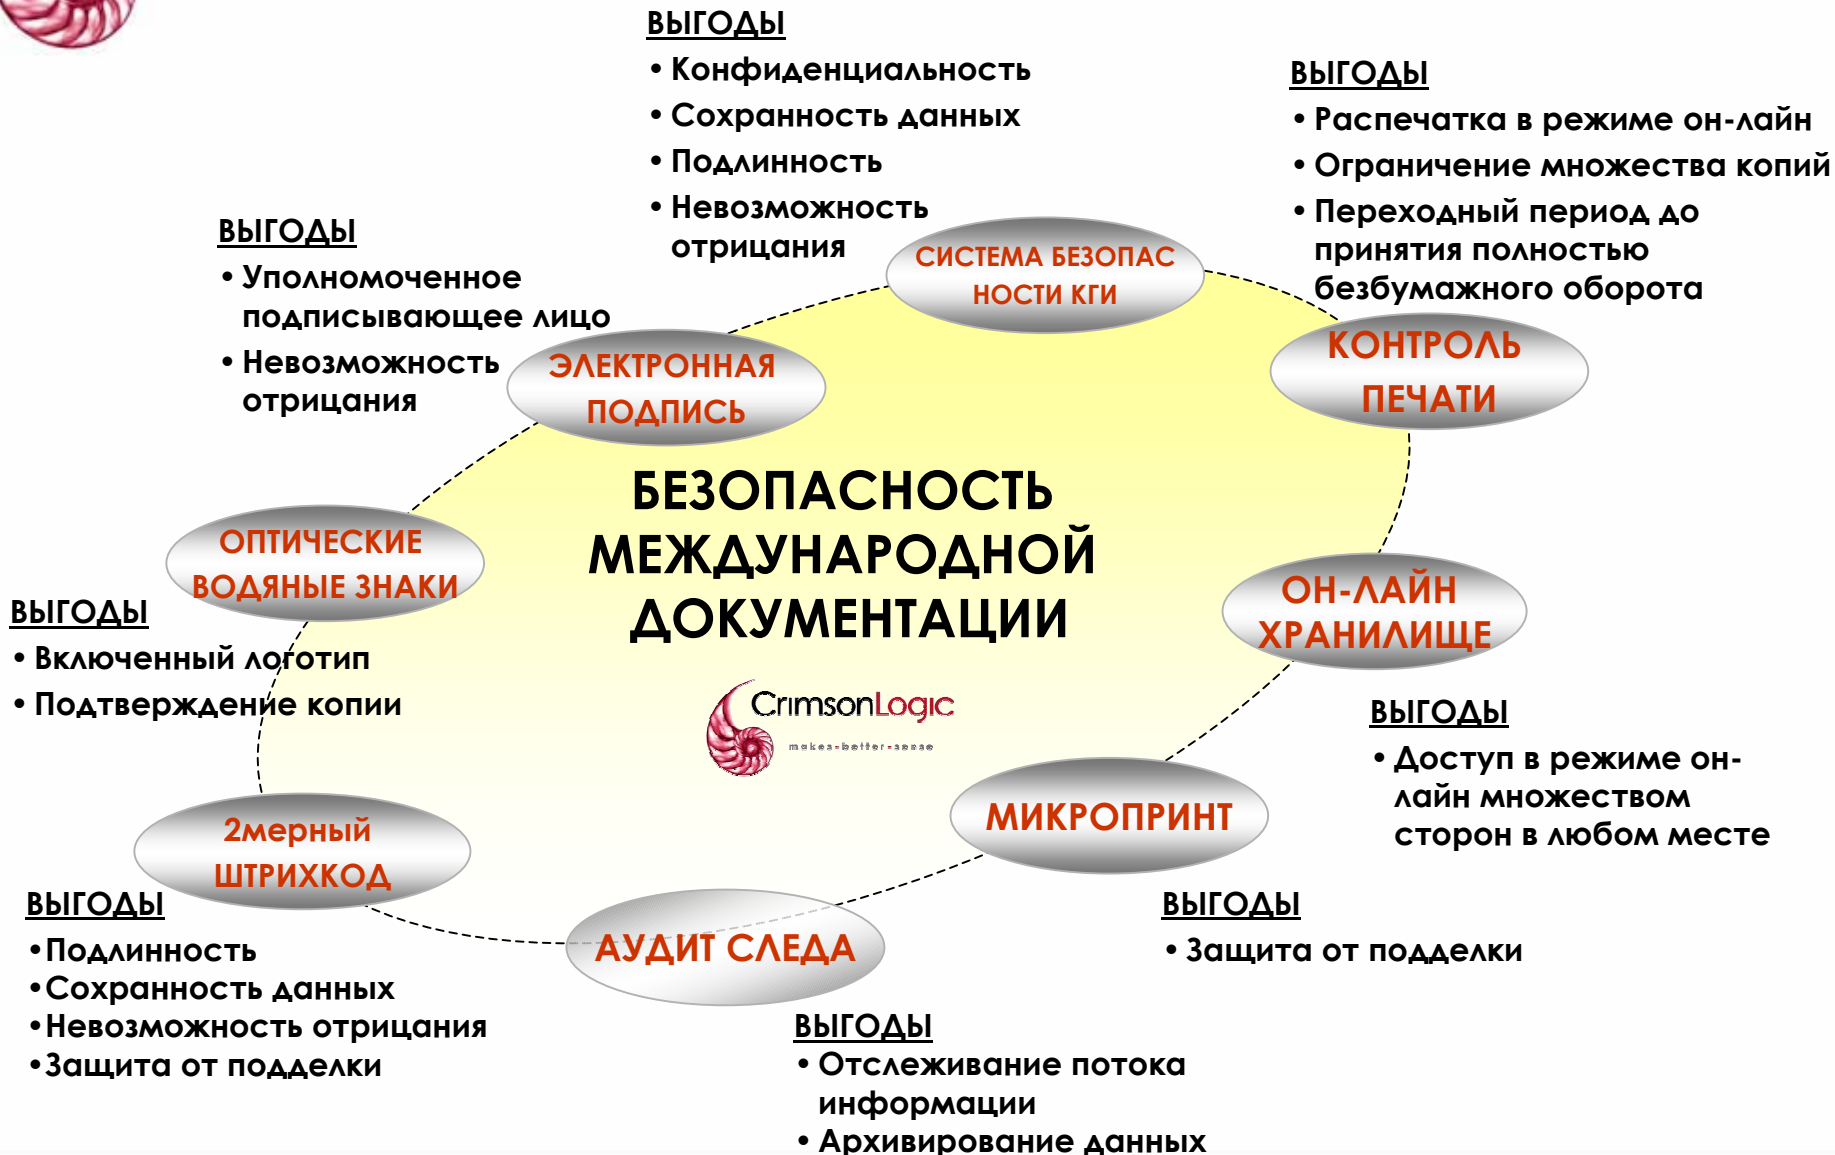 ВЫГОДЫ
• Конфиденциальность
• Сохранность данных
• Подлинность
• Невозможность
отрицания
ВЫГОДЫ
• Распечатка в режиме он-лайн
• Ограничение множества копий
• Переходный период до
принятия полностью
безбумажного оборота
ВЫГОДЫ
• Уполномоченное
подписывающее лицо
• Невозможность
отрицания
СИСТЕМА БЕЗОПАС
НОСТИ КГИ
КОНТРОЛЬ
ПЕЧАТИ
ЭЛЕКТРОННАЯ
ПОДПИСЬ
БЕЗОПАСНОСТЬ
МЕЖДУНАРОДНОЙ
ДОКУМЕНТАЦИИ
ОПТИЧЕСКИЕ
ВОДЯНЫЕ ЗНАКИ
ВЫГОДЫ
• Включенный логотип
• Подтверждение копии
ОН-ЛАЙН
ХРАНИЛИЩЕ
CrimsonLogic
makes-better-sense
ВЫГОДЫ
• Доступ в режиме он-
лайн множеством
сторон в любом месте
МИКРОПРИНТ
2мерный
ШТРИХКОД
ВЫГОДЫ
• Подлинность
• Сохранность данных
• Невозможность отрицания
• Защита от подделки
ВЫГОДЫ
• Защита от подделки
АУДИТ СЛЕДА
ВЫГОДЫ
• Отслеживание потока
информации
• Архивирование данных